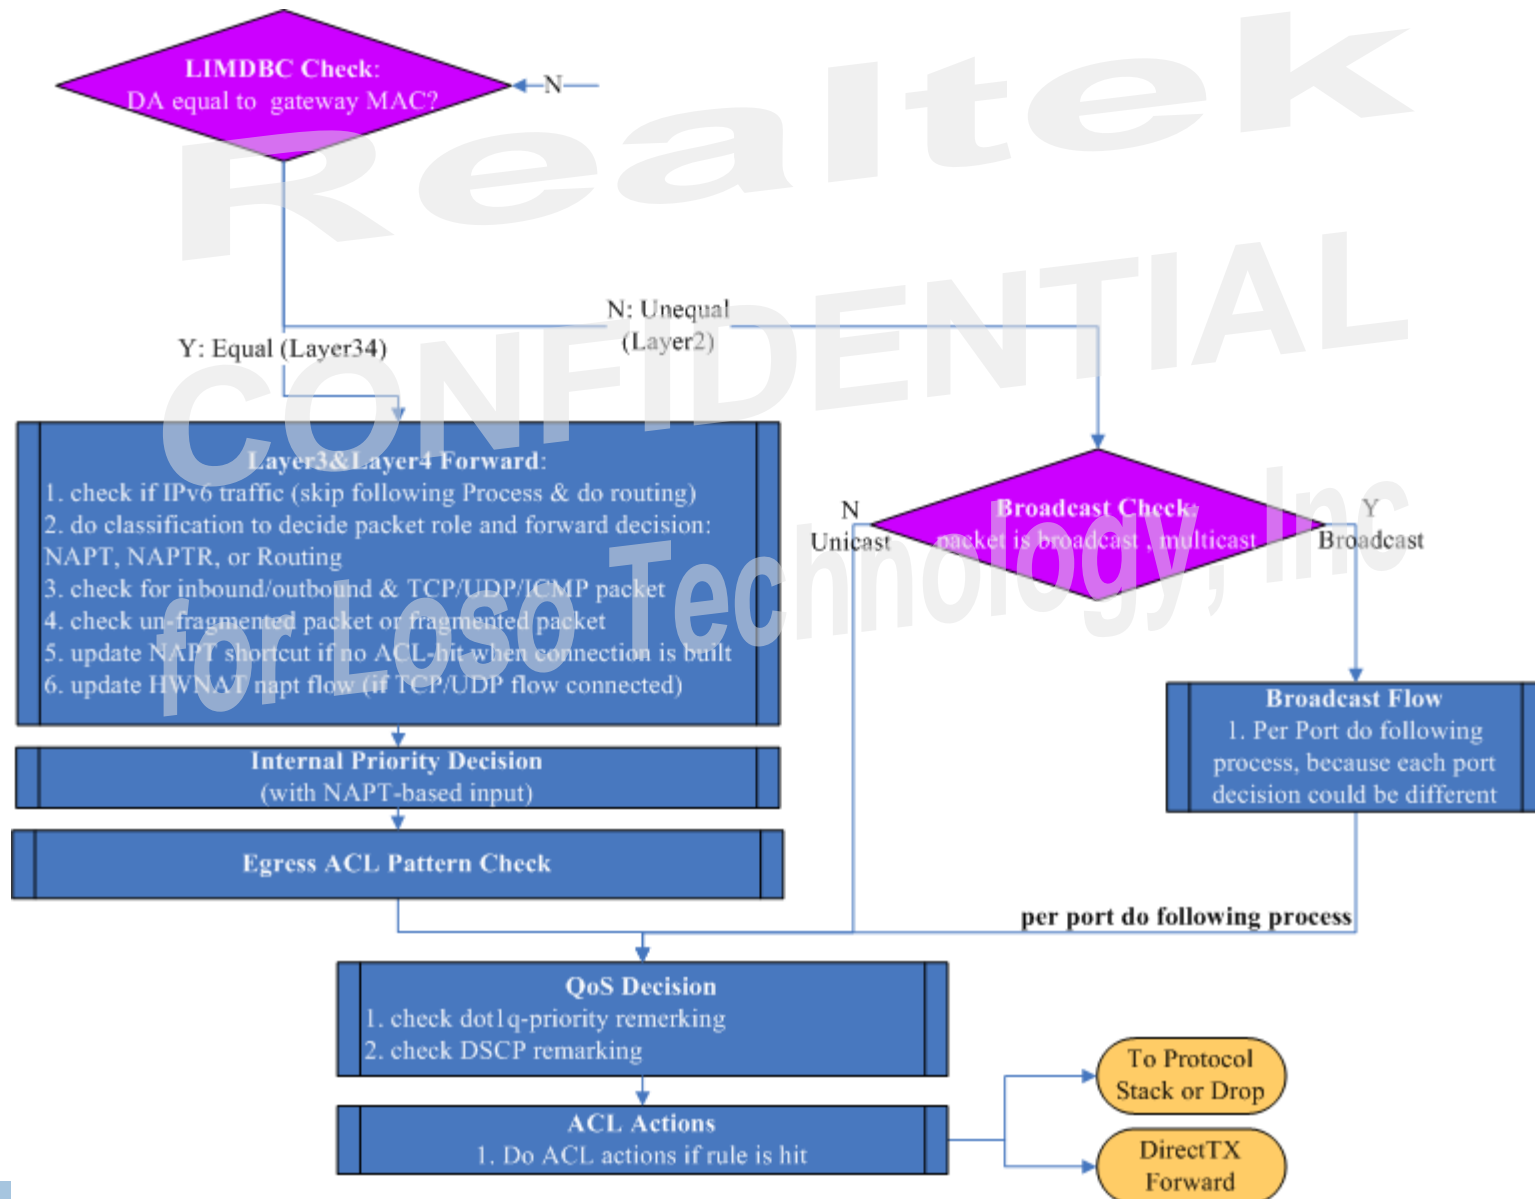 LIMDBC Check:
DA equal to gateway MAC?
N
Realtek
CONFIDENTIAL
for Loso Technology, Inc
N: Unequal
(Layer2)
Y: Equal (Layer34)
Layer3&Layer4 Forward:
1. check if IPv6 traffic (skip following Process & do routing)
2. do classification to decide packet role and forward decision:
NAPT, NAPTR, or Routing
3. check for inbound/outbound & TCP/UDP/ICMP packet
4. check un-fragmented packet or fragmented packet
5. update NAPT shortcut if no ACL-hit when connection is built
6. update HWNAT napt flow (if TCP/UDP flow connected)
N
Unicast
Broadcast Check:
packet is broadcast , multicast
Y
Broadcast
Broadcast Flow
1. Per Port do following
process, because each port
decision could be different
Internal Priority Decision
(with NAPT-based input)
Egress ACL Pattern Check
per port do following process
QoS Decision
1. check dot1q-priority remerking
2. check DSCP remarking
ACL Actions
1. Do ACL actions if rule is hit
To Protocol
Stack or Drop
DirectTX
Forward